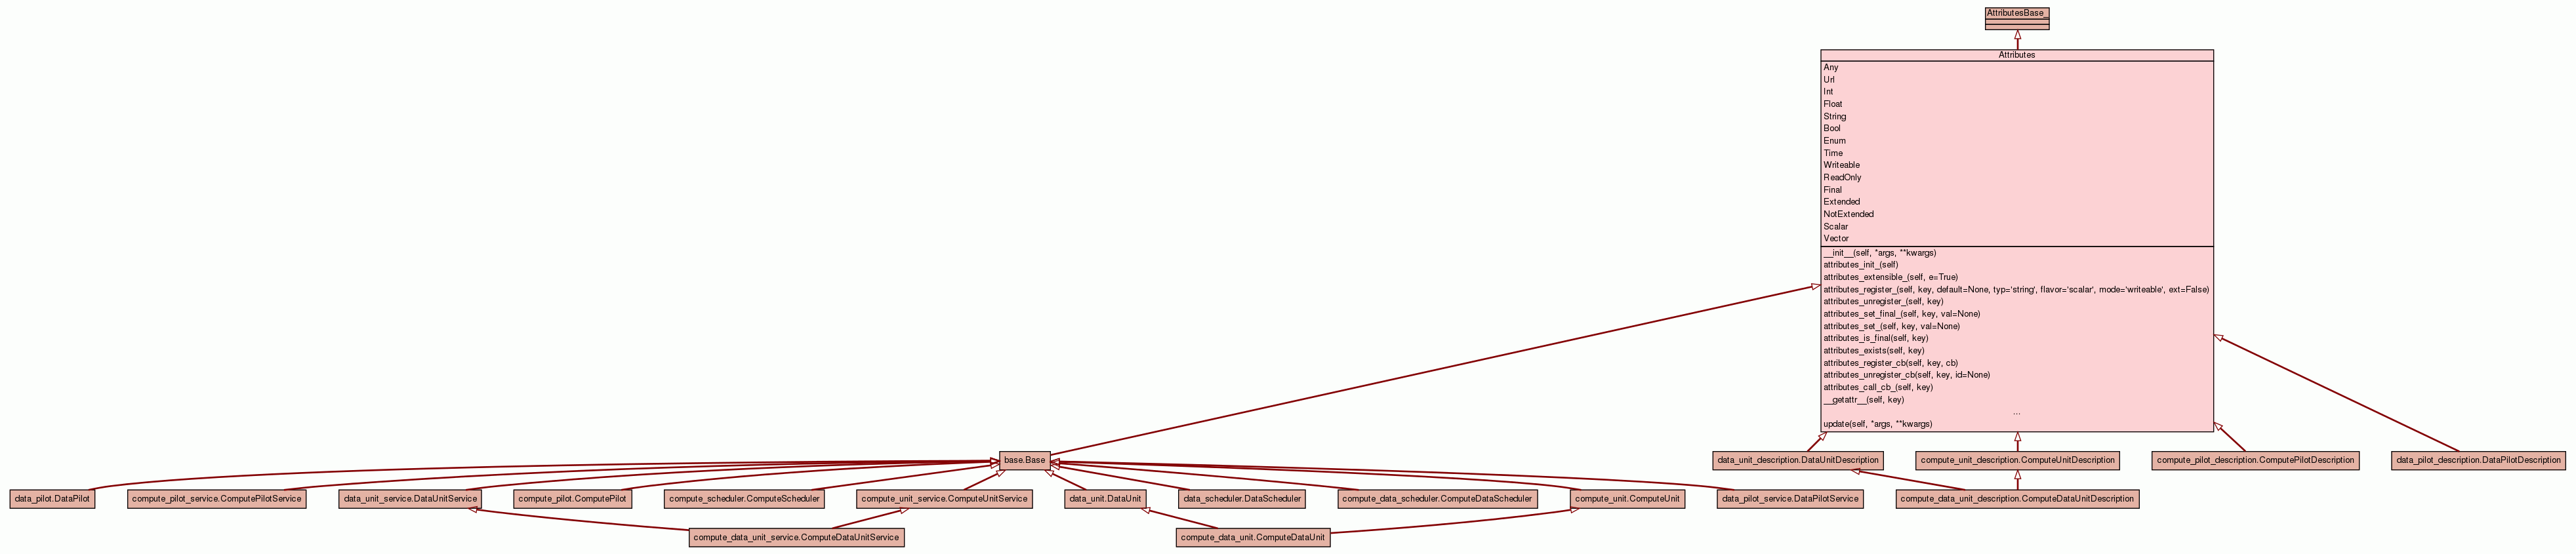 AttributesBase_
Attributes
Any
Url
Int
Float
String
Bool
Enum
Time
Writeable
ReadOnly
Final
Extended
NotExtended
Scalar
Vector
__init__(self, *args, **kwargs)
attributes_init_(self)
attributes_extensible_(self, e=True)
attributes_register_(self, key, default=None, typ='string', flavor='scalar', mode='writeable', ext=False)
attributes_unregister_(self, key)
attributes_set_final_(self, key, val=None)
attributes_set_(self, key, val=None)
attributes_is_final(self, key)
attributes_exists(self, key)
attributes_register_cb(self, key, cb)
attributes_unregister_cb(self, key, id=None)
attributes_call_cb_(self, key)
__getattr__(self, key)
...
update(self, *args, **kwargs)
base.Base
data_unit_description.DataUnitDescription
compute_unit_description.ComputeUnitDescription
compute_pilot_description.ComputePilotDescription
data_pilot_description.DataPilotDescription
data_pilot.DataPilot
compute_pilot_service.ComputePilotService
data_unit_service.DataUnitService
compute_pilot.ComputePilot
compute_scheduler.ComputeScheduler
compute_unit_service.ComputeUnitService
data_unit.DataUnit
data_scheduler.DataScheduler
compute_data_scheduler.ComputeDataScheduler
compute_unit.ComputeUnit
data_pilot_service.DataPilotService
compute_data_unit_description.ComputeDataUnitDescription
compute_data_unit_service.ComputeDataUnitService
compute_data_unit.ComputeDataUnit